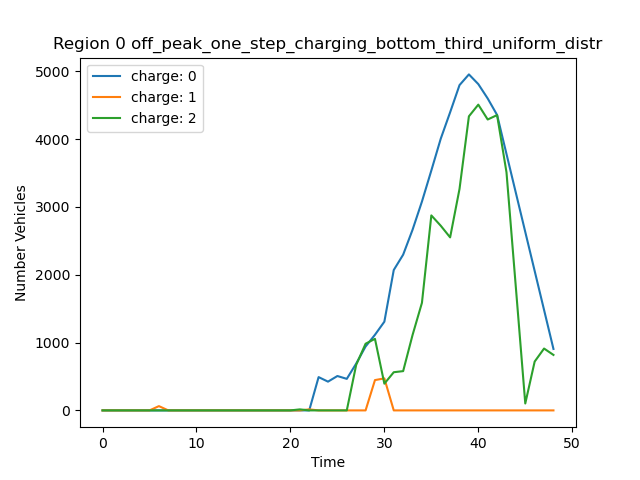 Region 0 off_peak_one_step_charging_bottom_third_uniform_distr
charge: 0
charge: 1
charge: 2
Number Vehicles
5000
4000
3000
2000
1000
0
0 10 20 30 40 50
Time